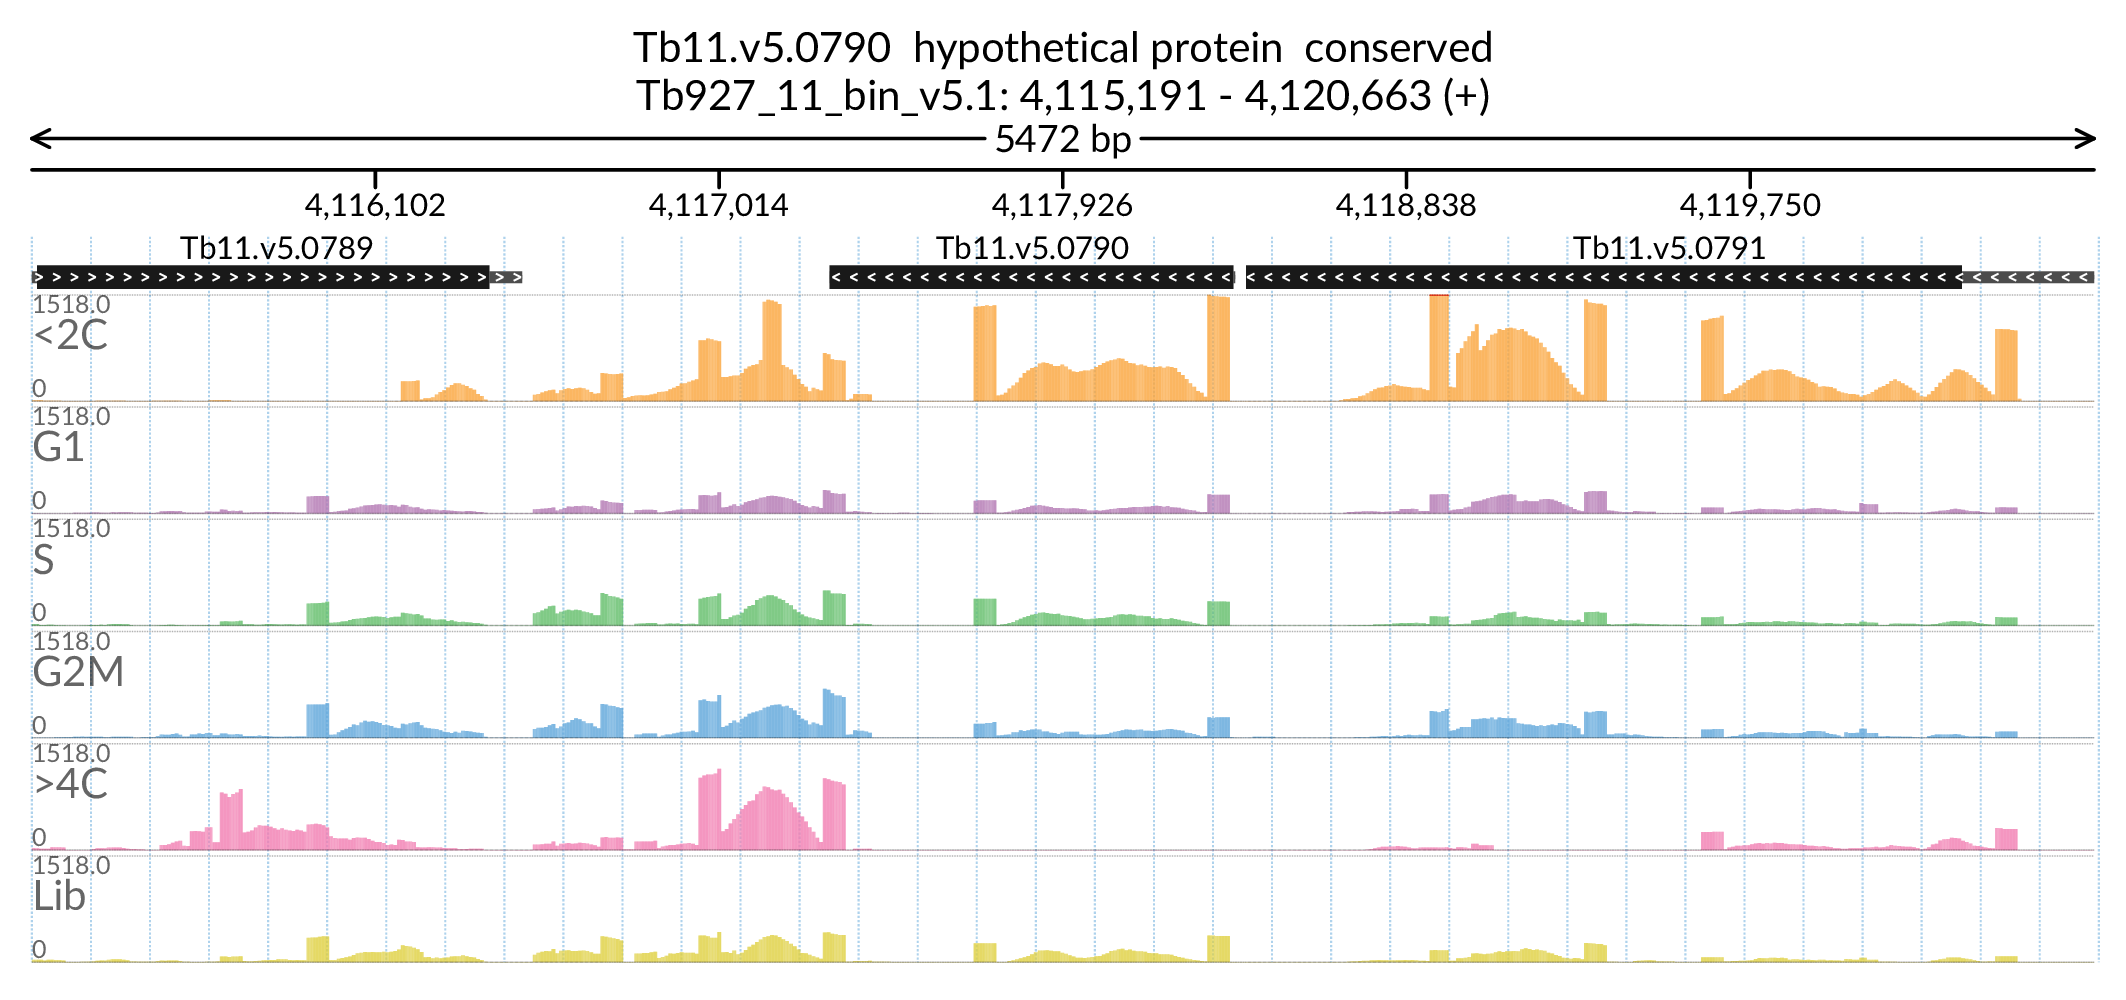 Tb11.v5.0790 hypothetical protein conserved
Tb927_11_bin_v5.1: 4,115,191 - 4,120,663 (+)
5472 bp
4,116,102 4,117,014 4,117,926 4,118,838 4,119,750
Tb11.v5.0789 Tb11.v5.0790 Tb11.v5.0791
1518.0
<2C
0
1518.0
G1
0
1518.0
S
0
1518.0
G2M
0
1518.0
>4C
0
1518.0
Lib
0